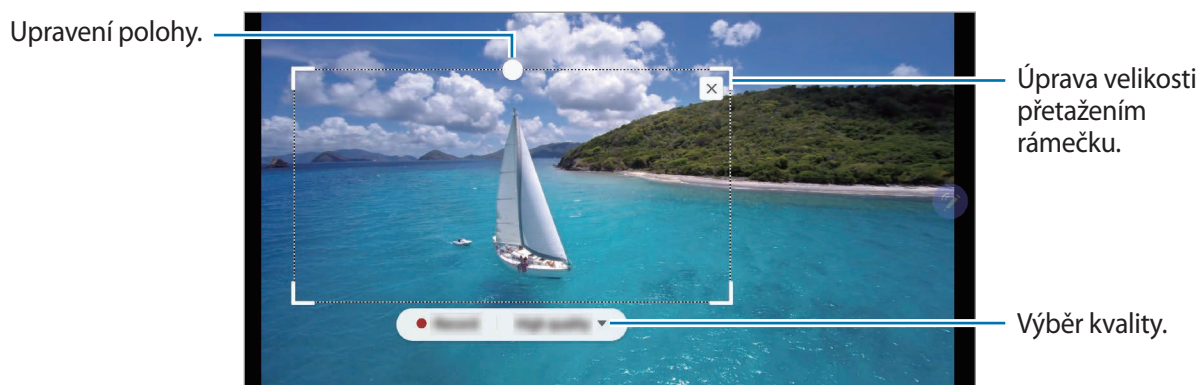 Upravení polohy.
Úprava velikosti
přetažením
rámečku.
Výběr kvality.